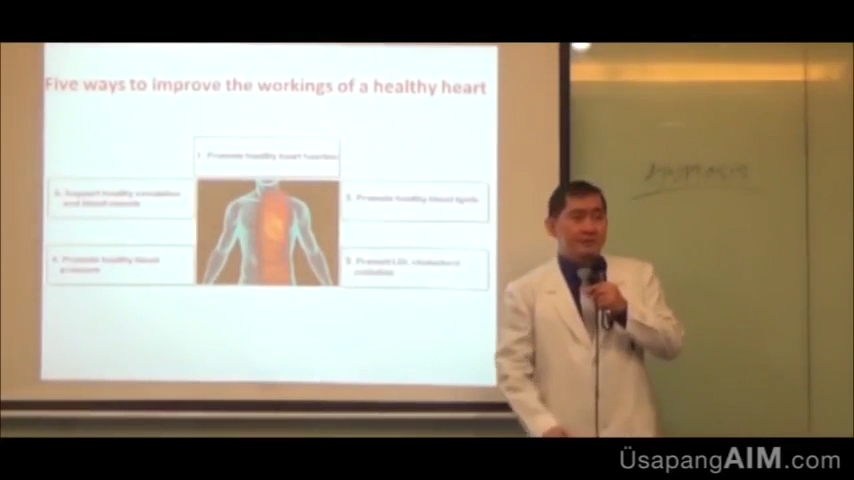 Five ways to improve the workings of a healthy heart
1. Promote healthy heart function
5. Support healthy circulation
and blood vessels
2. Promote healthy blood lipids
4. Promote healthy blood
pressure
3. Prevent LDL cholesterol
oxidation
ÜsapangAIM.com